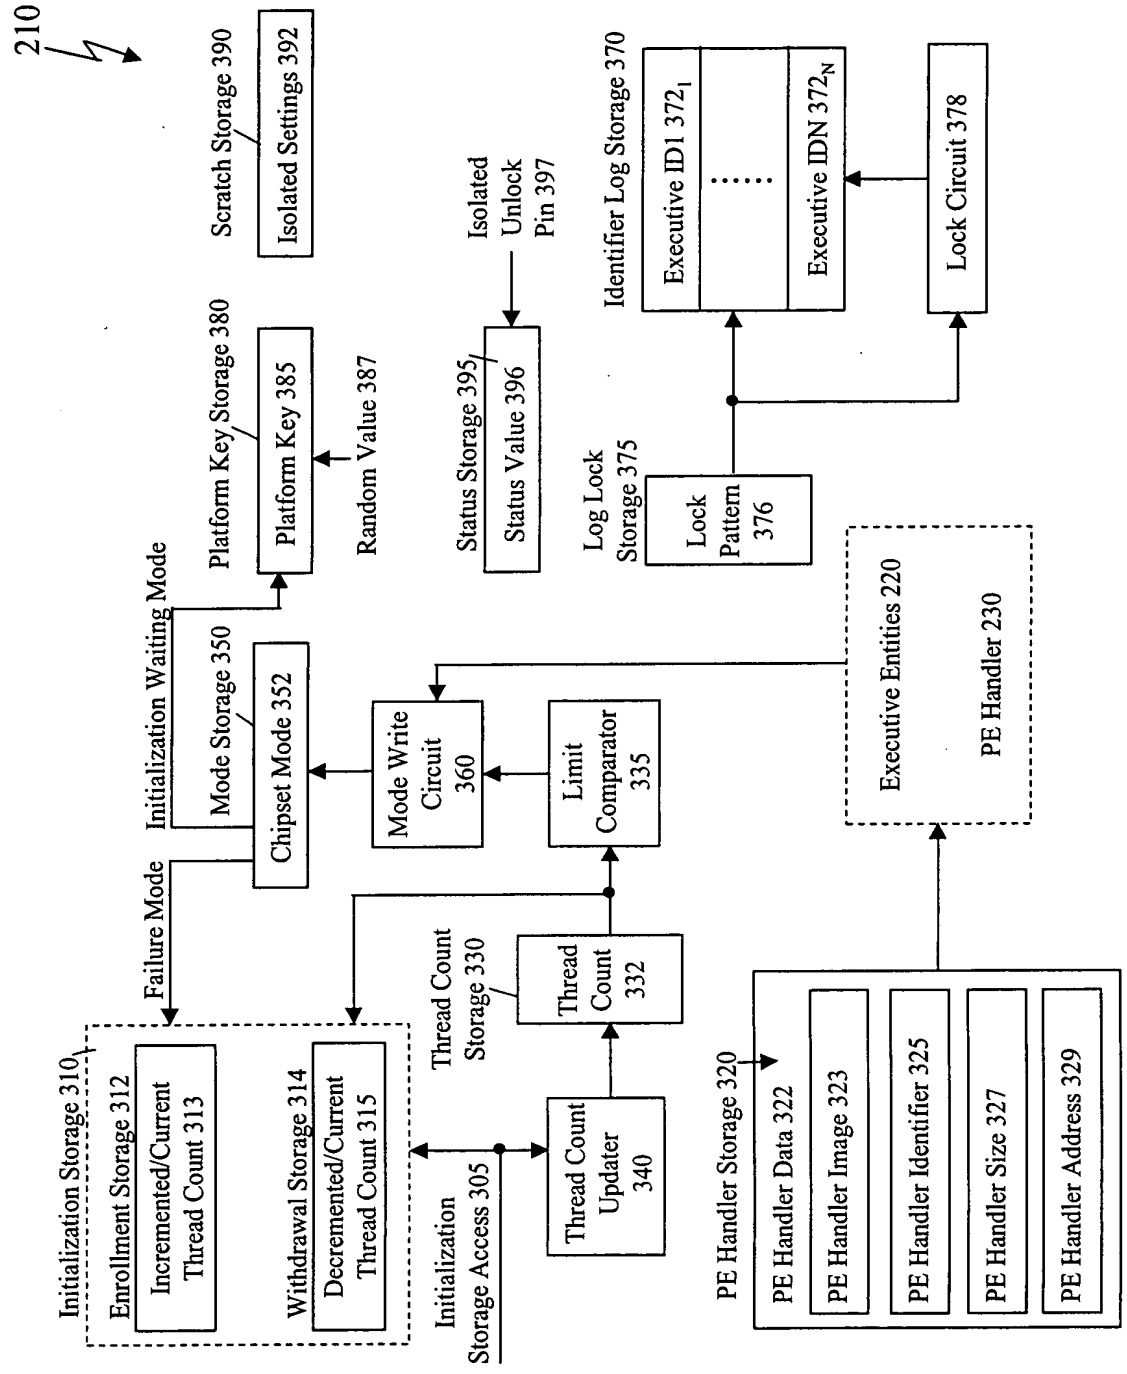 210
Initialization Storage 310
Enrollment Storage 312
Incremented/Current
Thread Count 313
Withdrawal Storage 314
Decremented/Current
Thread Count 315
Failure Mode
Initialization Waiting Mode
Mode Storage 350
Chipset Mode 352
Platform Key Storage 380
Platform Key 385
Random Value 387
Scratch Storage 390
Isolated Settings 392
Initialization
Storage Access 305
Thread Count
Updater
340
Thread Count
Storage 330
Thread
Count
332
Mode Write
Circuit
360
Limit
Comparator
335
Status Storage 395
Status Value 396
Isolated
Unlock
Pin 397
Log Lock
Storage 375
Lock
Pattern
376
Identifier Log Storage 370
Executive ID1 372₁
......
Executive IDN 372N
Lock Circuit 378
PE Handler Storage 320
PE Handler Data 322
PE Handler Image 323
PE Handler Identifier 325
PE Handler Size 327
PE Handler Address 329
Executive Entities 220
PE Handler 230